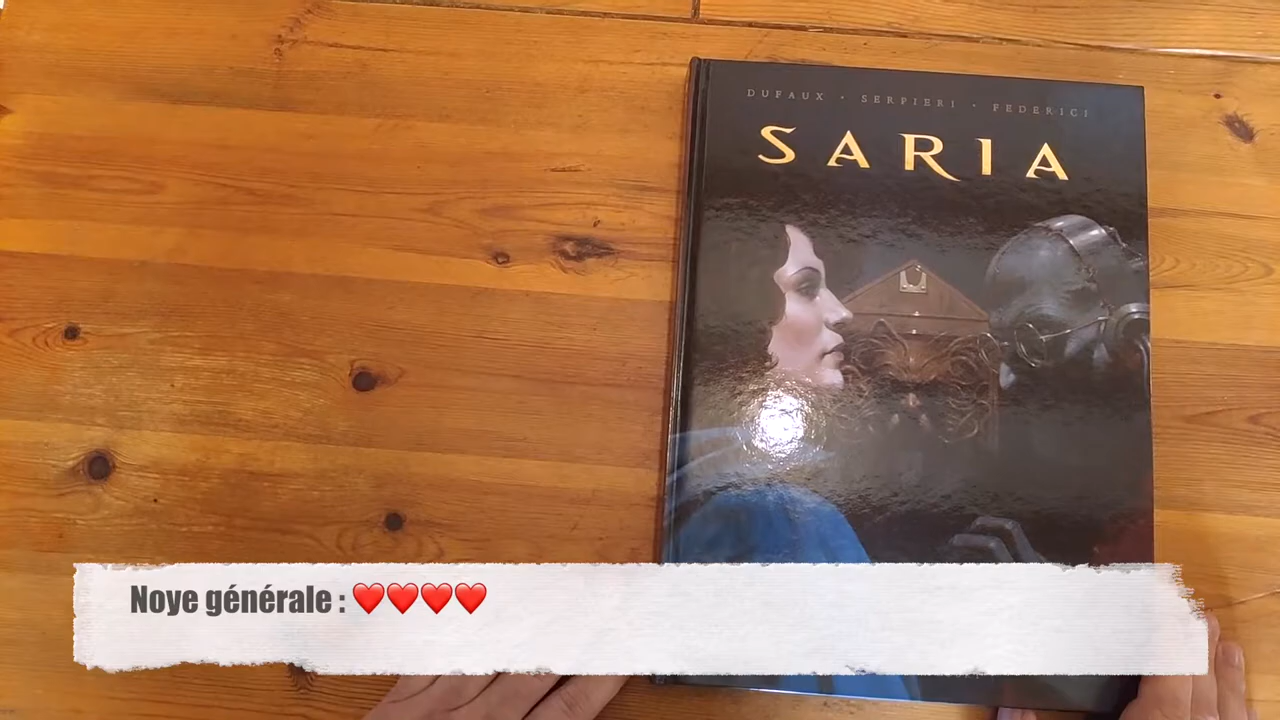 DUFAUX • SERPIERI • FEDERICI
SARIA
Noye générale : ❤️❤️❤️❤️